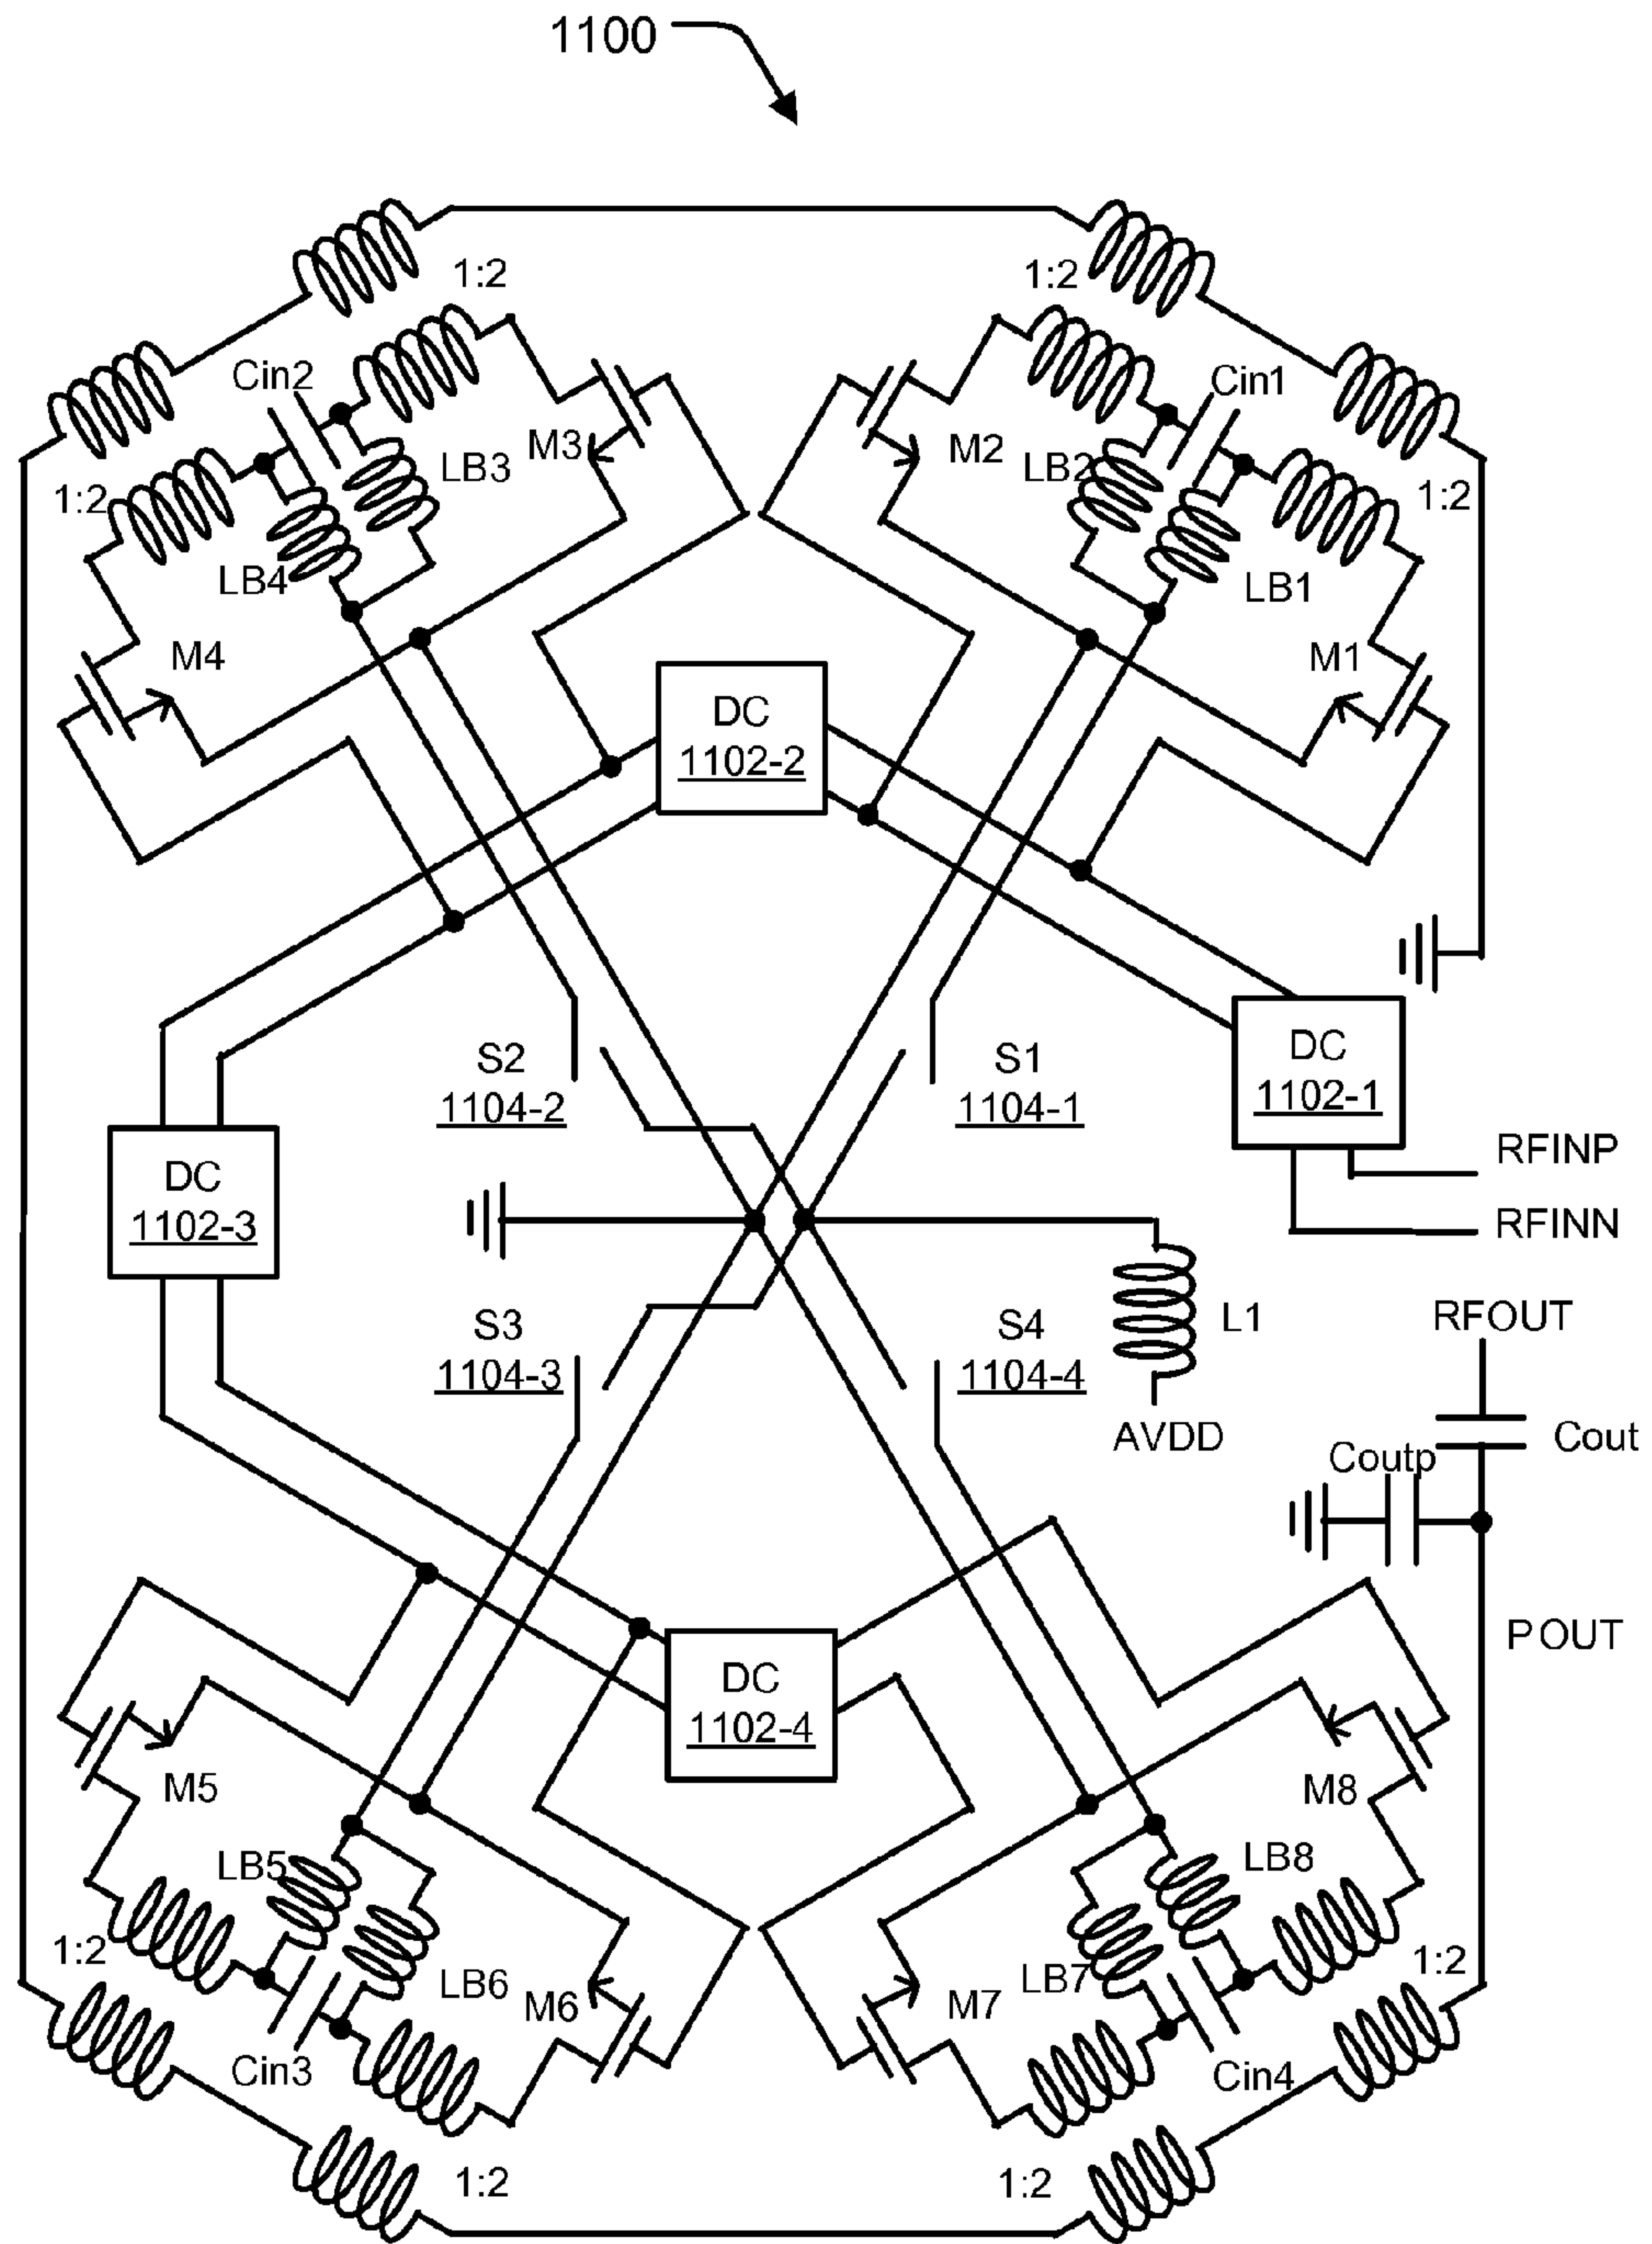 1100
1:2
1:2
Cin2
Cin1
M3
M2
LB3
LB2
1:2
1:2
LB4
LB1
M4
M1
DC
1102-2
S2
1104-2
S1
1104-1
DC
1102-1
RFINP
RFINN
DC
1102-3
S3
1104-3
S4
1104-4
L1
AVDD
RFOUT
Cout
Coutp
POUT
DC
1102-4
M5
M8
LB5
LB8
1:2
1:2
LB6
LB7
M6
M7
Cin3
Cin4
1:2
1:2